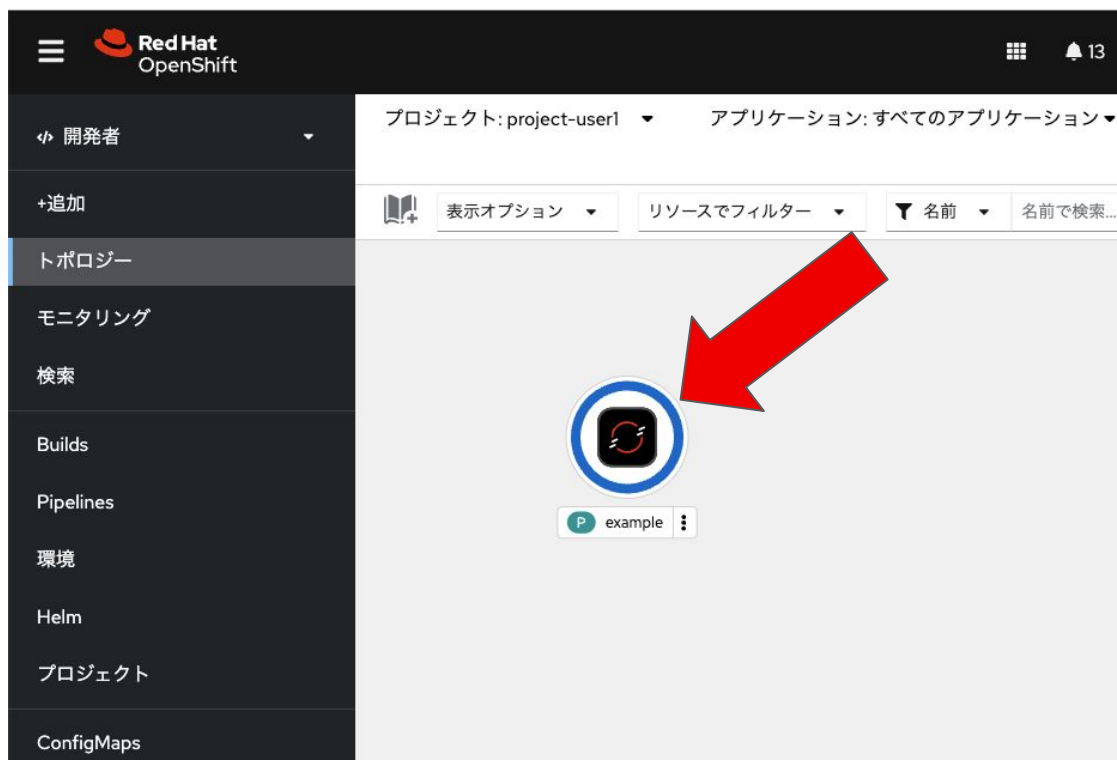 Red Hat
OpenShift
13
開発者
プロジェクト: project-user1
アプリケーション: すべてのアプリケーション
+追加
表示オプション
リソースでフィルター
名前
名前で検索...
トポロジー
モニタリング
検索
Builds
P example
Pipelines
環境
Helm
プロジェクト
ConfigMaps